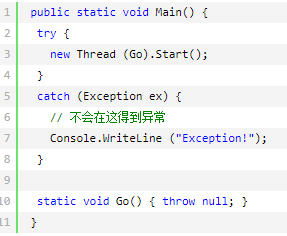 1 public static void Main() {
2 try {
3 new Thread (Go).Start();
4 }
5 catch (Exception ex) {
6 // 不会在这得到异常
7 Console.WriteLine ("Exception!");
8 }
9
10 static void Go() { throw null; }
11 }